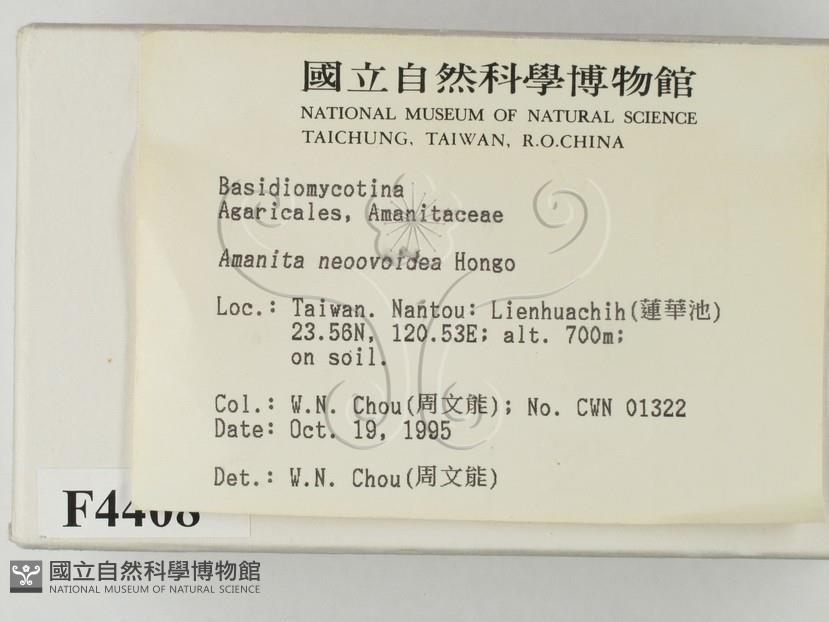 國立自然科學博物館
NATIONAL MUSEUM OF NATURAL SCIENCE
TAICHUNG, TAIWAN, R.O.CHINA
Basidiomycotina
Agaricales, Amanitaceae
Amanita neoovoidea Hongo
Loc.: Taiwan. Nantou: Lienhuachih(蓮華池)
23.56N, 120.53E; alt. 700m;
on soil.
Col.: W.N. Chou(周文能); No. CWN 01322
Date: Oct. 19, 1995
Det.: W.N. Chou(周文能)
F4408
國立自然科學博物館
NATIONAL MUSEUM OF NATURAL SCIENCE